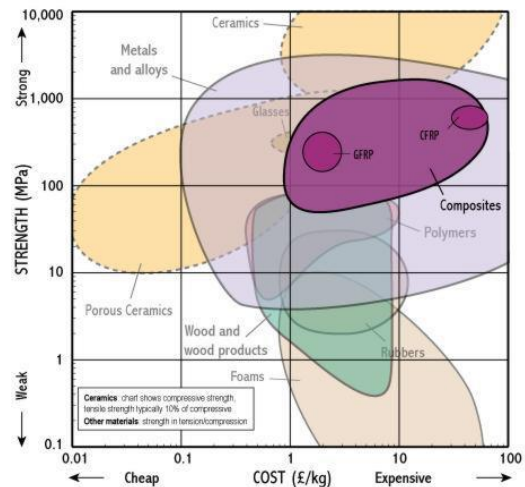 10,000
1,000
100
10
1
0.1
Strong
STRENGTH (MPa)
Weak
Ceramics
Metals
and alloys
Glasses
CFRP
GFRP
Composites
Polymers
Porous Ceramics
Wood and
wood products
Rubbers
Foams
Ceramics chart shows compressive strength,
tensile strength typically 10% of compressive
Other materials strength in tension/compression
0.01
0.1
1
10
100
Cheap
COST (£/kg)
Expensive